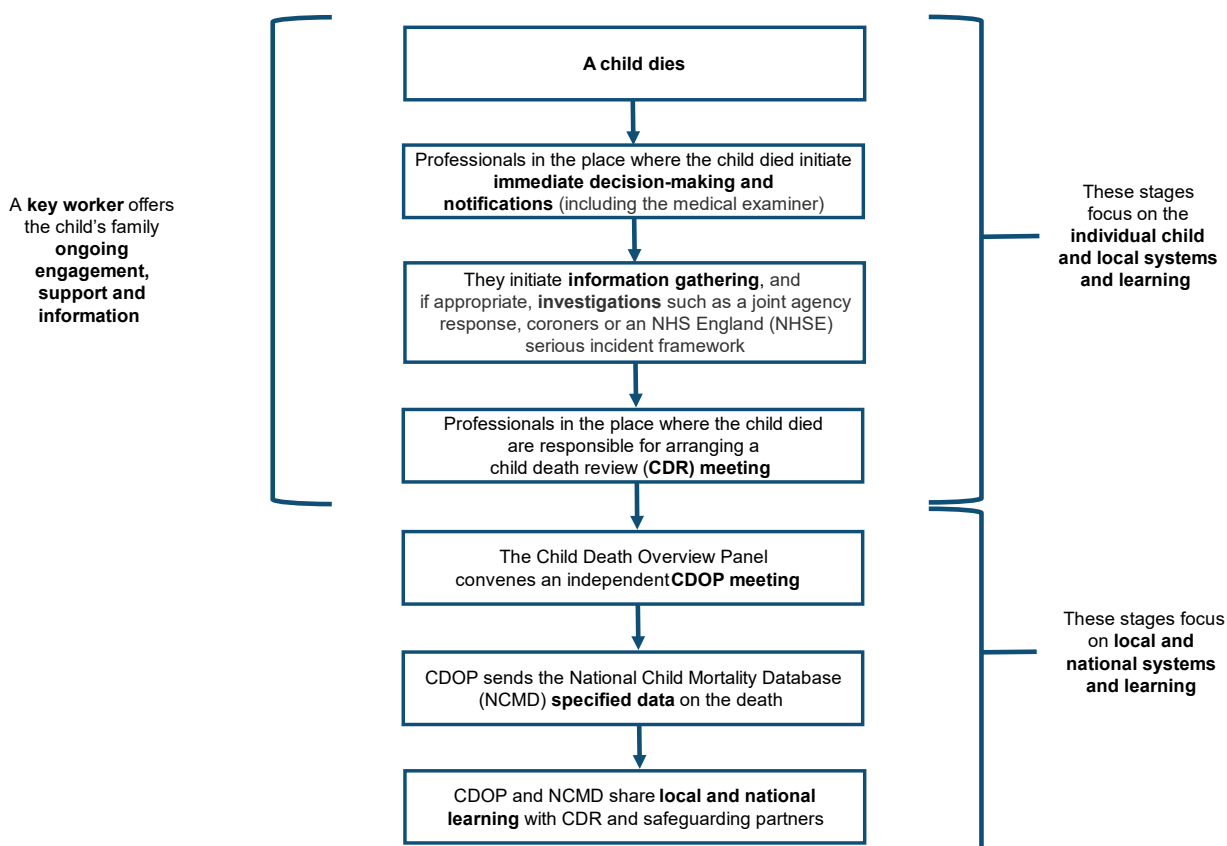 A child dies
Professionals in the place where the child died initiate
immediate decision-making and
notifications (including the medical examiner)
A key worker offers
the child's family
ongoing
engagement,
support and
information
These stages
focus on the
individual child
and local systems
and learning
They initiate information gathering, and
if appropriate, investigations such as a joint agency
response, coroners or an NHS England (NHSE)
serious incident framework
Professionals in the place where the child died
are responsible for arranging a
child death review (CDR) meeting
The Child Death Overview Panel
convenes an independent CDOP meeting
These stages focus
on local and
national systems
and learning
CDOP sends the National Child Mortality Database
(NCMD) specified data on the death
CDOP and NCMD share local and national
learning with CDR and safeguarding partners